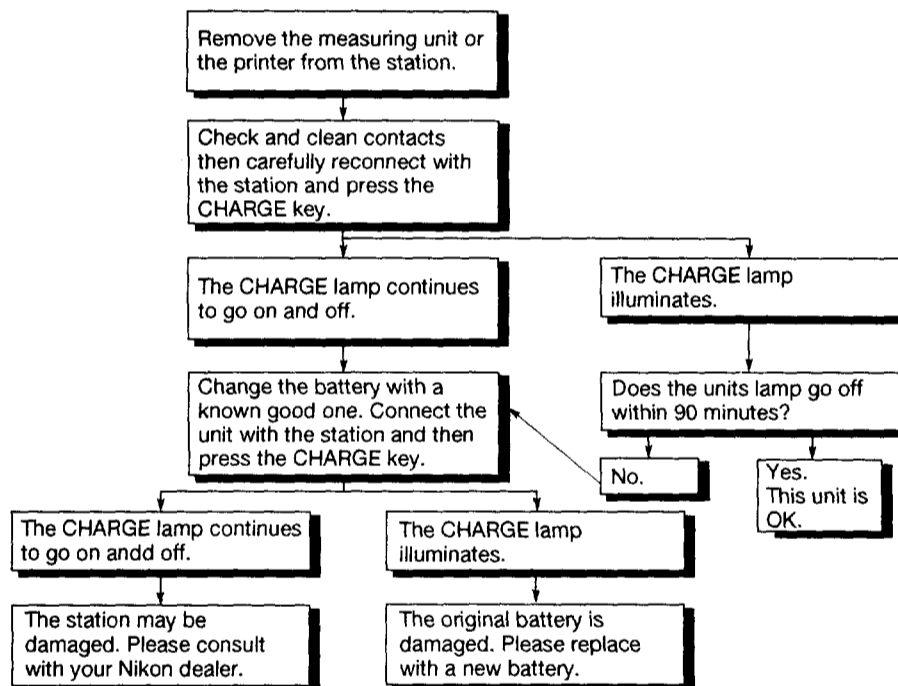 Remove the measuring unit or
the printer from the station.
Check and clean contacts
then carefully reconnect with
the station and press the
CHARGE key.
The CHARGE lamp continues
to go on and off.
The CHARGE lamp
illuminates.
Change the battery with a
known good one. Connect the
unit with the station and then
press the CHARGE key.
Does the units lamp go off
within 90 minutes?
No.
Yes.
This unit is
OK.
The CHARGE lamp continues
to go on andd off.
The CHARGE lamp
illuminates.
The station may be
damaged. Please consult
with your Nikon dealer.
The original battery is
damaged. Please replace
with a new battery.